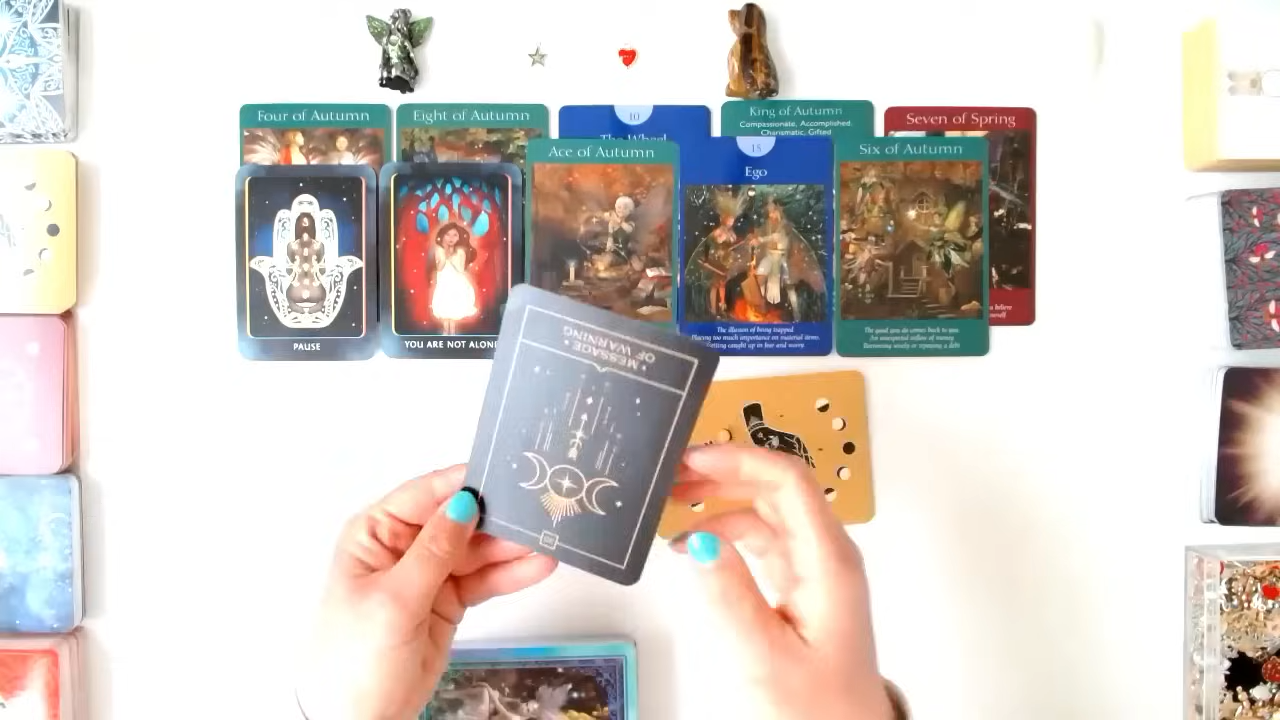 Four of Autumn
Eight of Autumn
10
The Wheel
King of Autumn
Compassionate, Accomplished
Charismatic, Gifted
Seven of Spring
Ace of Autumn
15
Ego
Six of Autumn
The illusion of being trapped
Placing too much importance on material items.
Getting caught up in fear and worry.
The good you do comes back to you
An unexpected inflow of money
Borrowing wisely or repaying a debt
believe
PAUSE
YOU ARE NOT ALONE
MESSAGE
OF WARNING